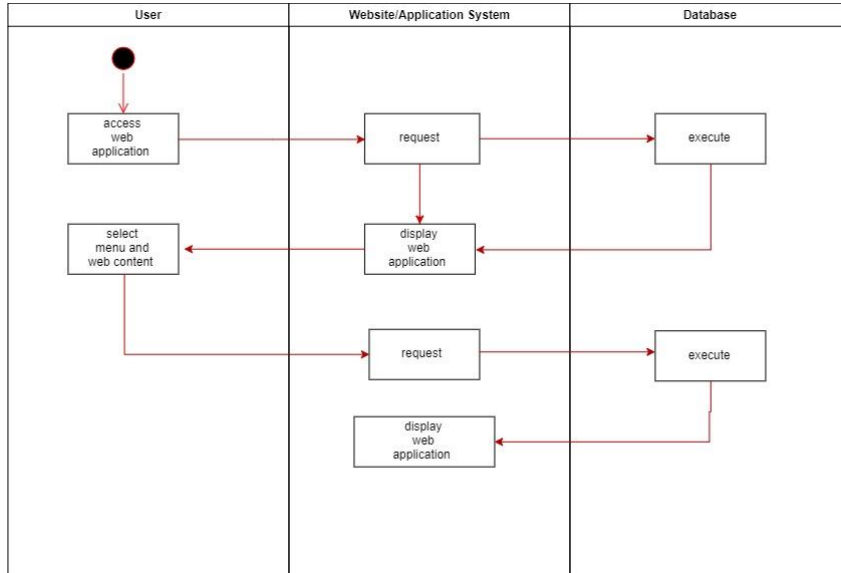 User
Website/Application System
Database
access
web
application
request
execute
select
menu and
web content
display
web
application
request
execute
display
web
application